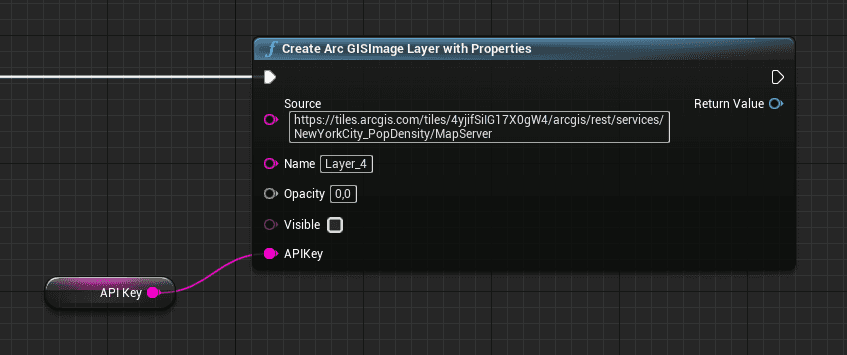 Create Arc GISImage Layer with Properties
Source
Return Value
https://tiles.arcgis.com/tiles/4yjifSiIG17X0gW4/arcgis/rest/services/
NewYorkCity_PopDensity/MapServer
Name Layer_4
Opacity 0,0
Visible
APIKey
API Key